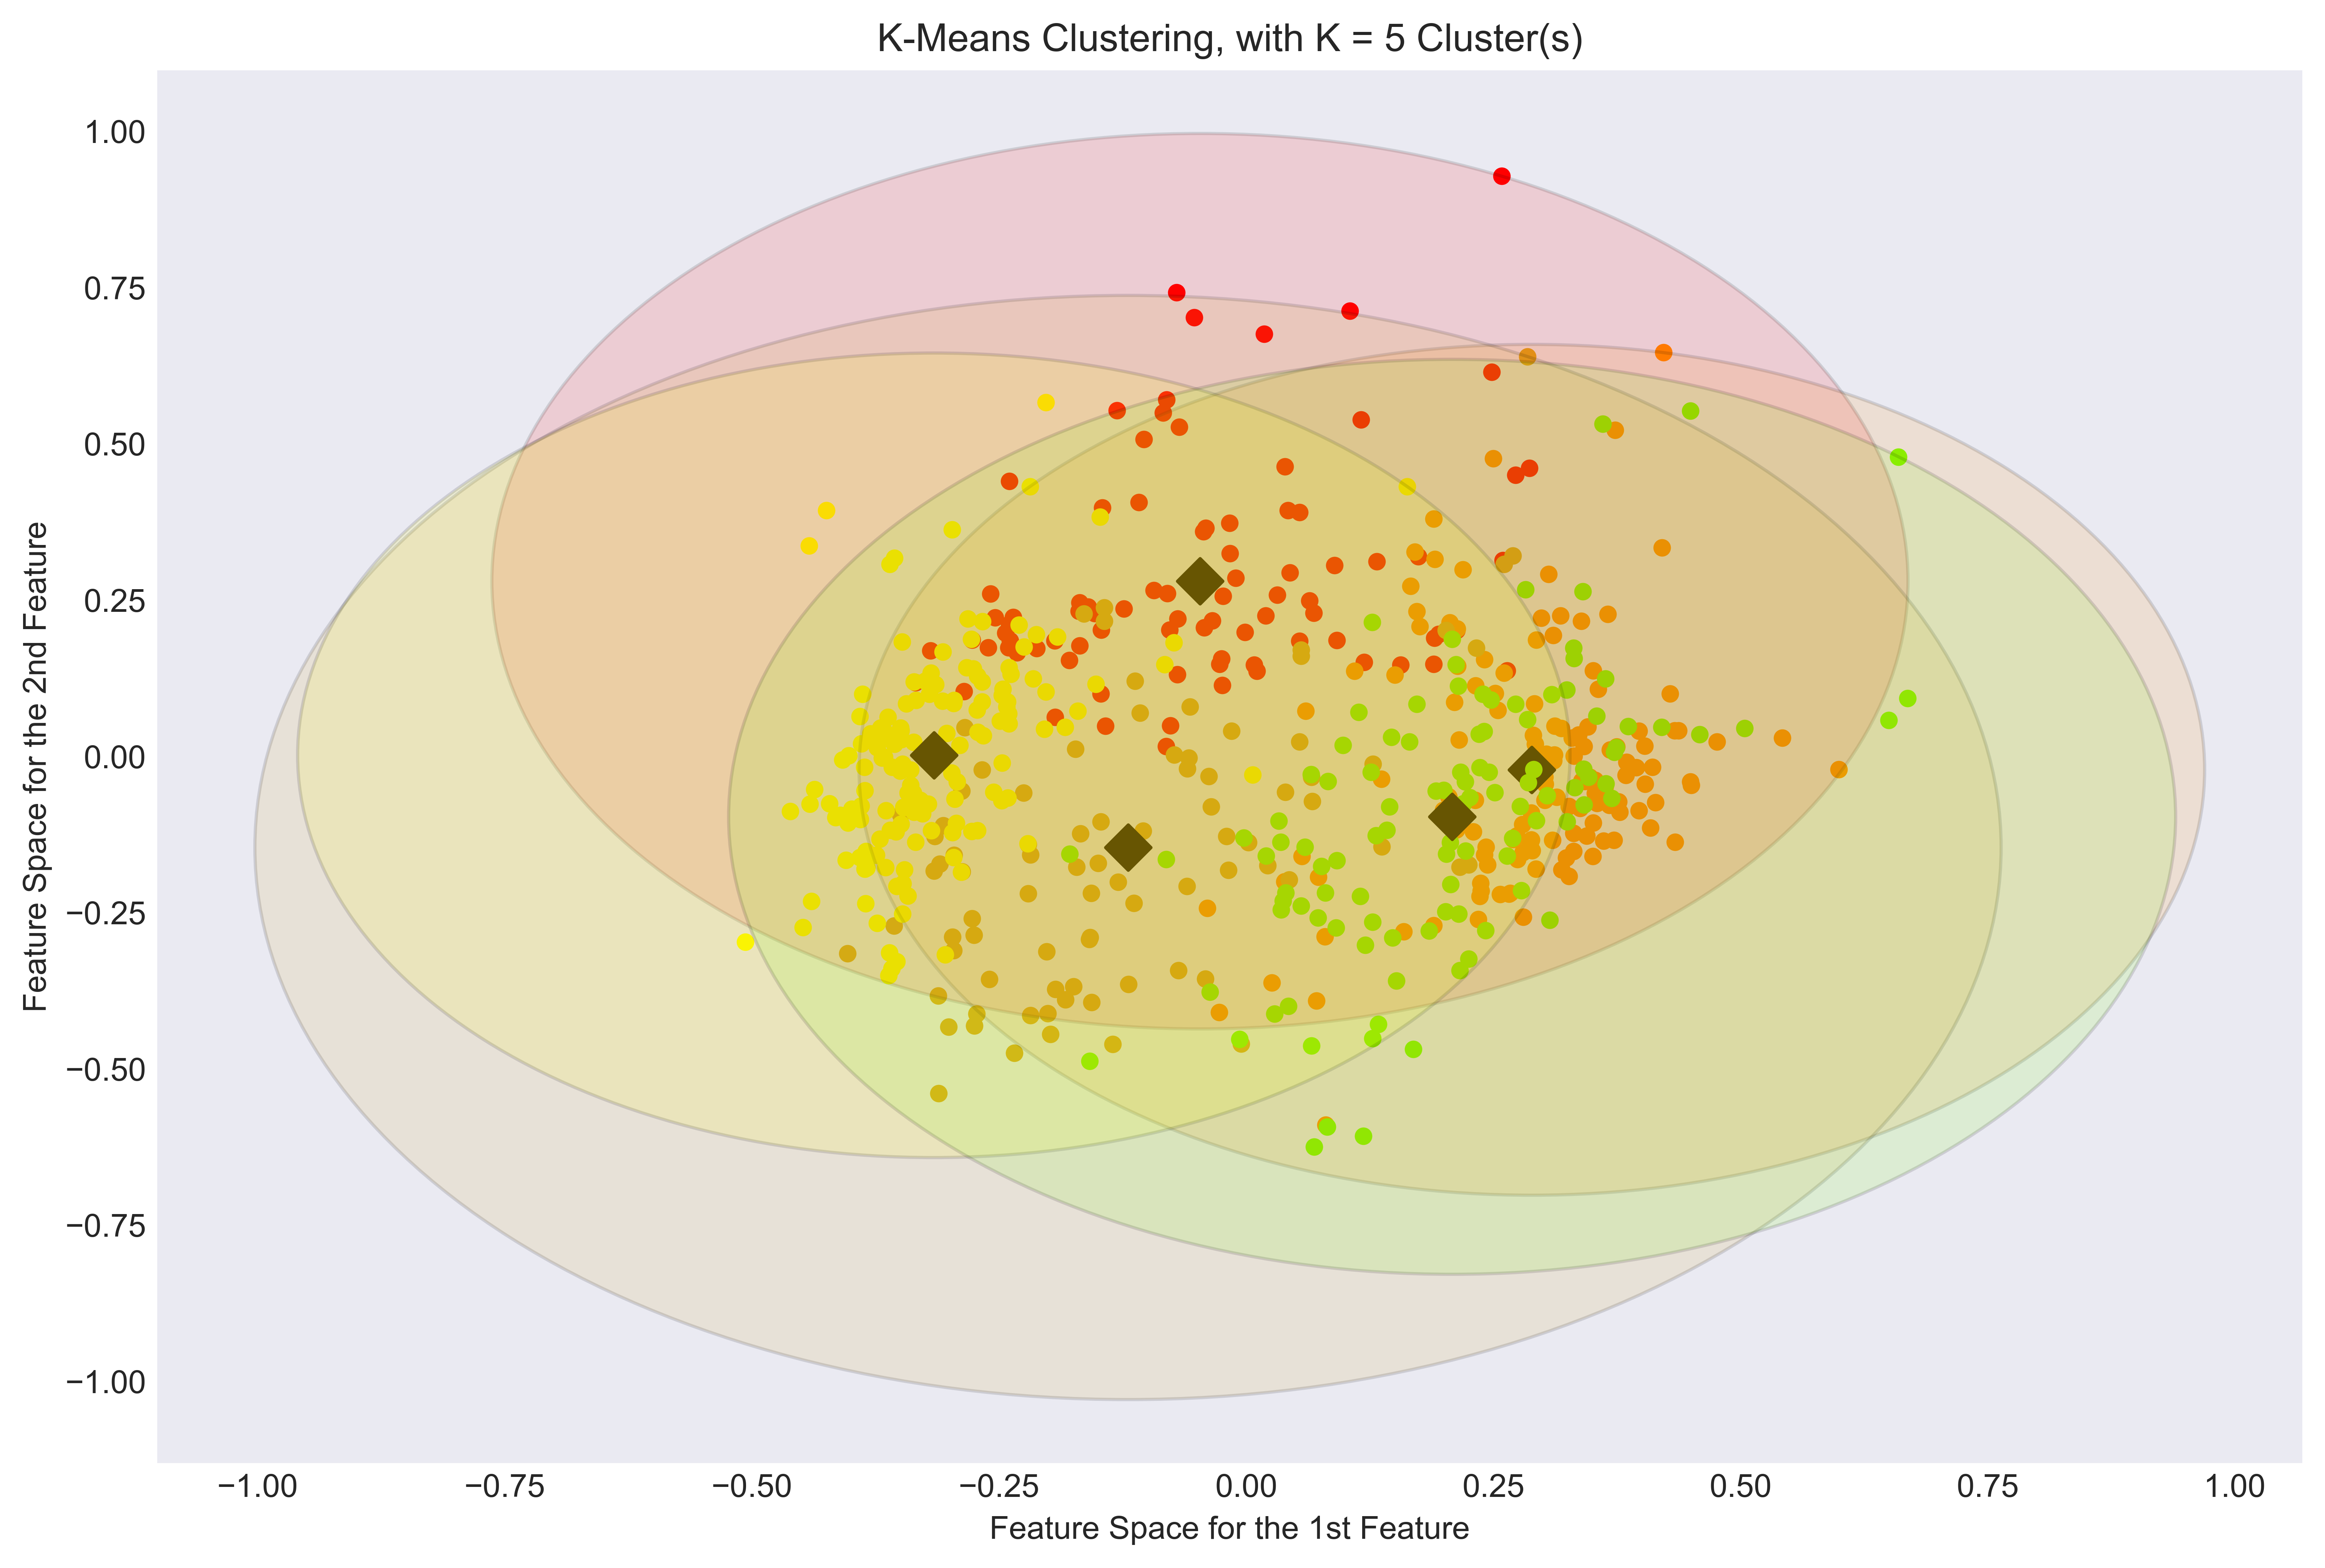 K-Means Clustering, with K = 5 Cluster(s)
1.00
0.75
0.50
0.25
0.00
−0.25
−0.50
−0.75
−1.00
Feature Space for the 2nd Feature
−1.00 −0.75 −0.50 −0.25 0.00 0.25 0.50 0.75 1.00
Feature Space for the 1st Feature